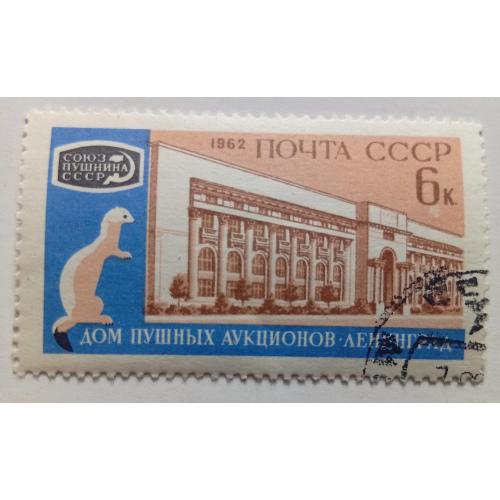 1962 ПОЧТА СССР
6к.
СОЮЗ
ПУШНИНА
СССР
ДОМ ПУШНЫХ АУКЦИОНОВ · ЛЕНИНГРАД